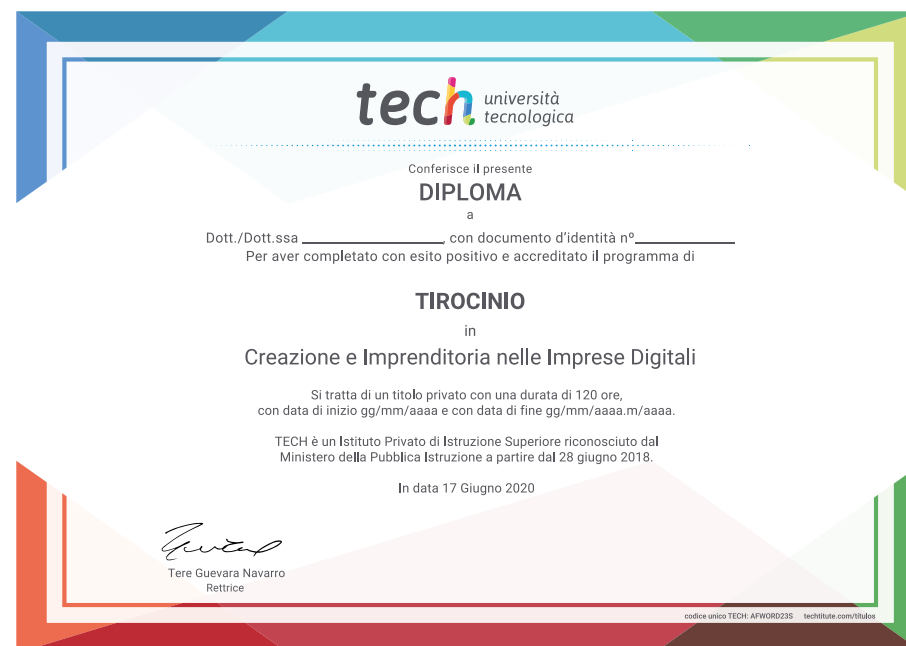 tech università
tecnologica
Conferisce il presente
DIPLOMA
a
Dott./Dott.ssa ____________________, con documento d'identità nº______________
Per aver completato con esito positivo e accreditato il programma di
TIROCINIO
in
Creazione e Imprenditoria nelle Imprese Digitali
Si tratta di un titolo privato con una durata di 120 ore,
con data di inizio gg/mm/aaaa e con data di fine gg/mm/aaaa.m/aaaa.
TECH è un Istituto Privato di Istruzione Superiore riconosciuto dal
Ministero della Pubblica Istruzione a partire dal 28 giugno 2018.
In data 17 Giugno 2020
Tere Guevara Navarro
Rettrice
codice unico TECH: AFWORD23S techtitute.com/titulos